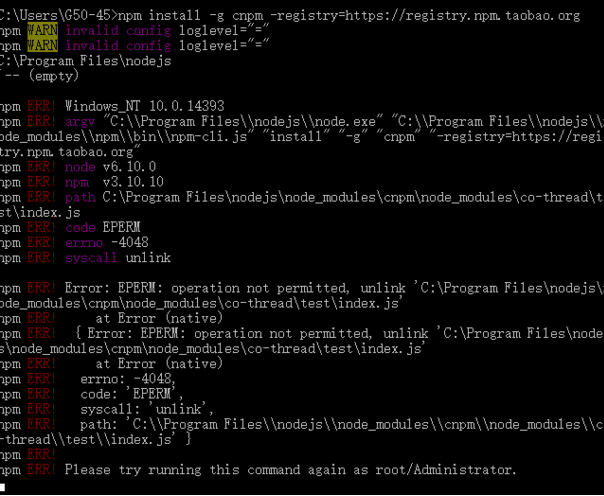 C:\Users\G50-45>npm install -g cnpm -registry=https://registry.npm.taobao.org
npm WARN invalid config loglevel="="
npm WARN invalid config loglevel="="
C:\Program Files\nodejs
`-- (empty)
npm ERR! Windows_NT 10.0.14393
npm ERR! argv "C:\\Program Files\\nodejs\\node.exe" "C:\\Program Files\\nodejs\\n
ode_modules\\npm\\bin\\npm-cli.js" "install" "-g" "cnpm" "-registry=https://regi
try.npm.taobao.org"
npm ERR! node v6.10.0
npm ERR! npm  v3.10.10
npm ERR! path C:\Program Files\nodejs\node_modules\cnpm\node_modules\co-thread\t
st\index.js
npm ERR! code EPERM
npm ERR! errno -4048
npm ERR! syscall unlink
npm ERR! Error: EPERM: operation not permitted, unlink 'C:\Program Files\nodejs\
ode_modules\cnpm\node_modules\co-thread\test\index.js'
npm ERR!     at Error (native)
npm ERR!  { Error: EPERM: operation not permitted, unlink 'C:\Program Files\node
s\node_modules\cnpm\node_modules\co-thread\test\index.js'
npm ERR!     at Error (native)
npm ERR!   errno: -4048,
npm ERR!   code: 'EPERM',
npm ERR!   syscall: 'unlink',
npm ERR!   path: 'C:\\Program Files\\nodejs\\node_modules\\cnpm\\node_modules\\c
-thread\\test\\index.js' }
npm ERR!
npm ERR! Please try running this command again as root/Administrator.